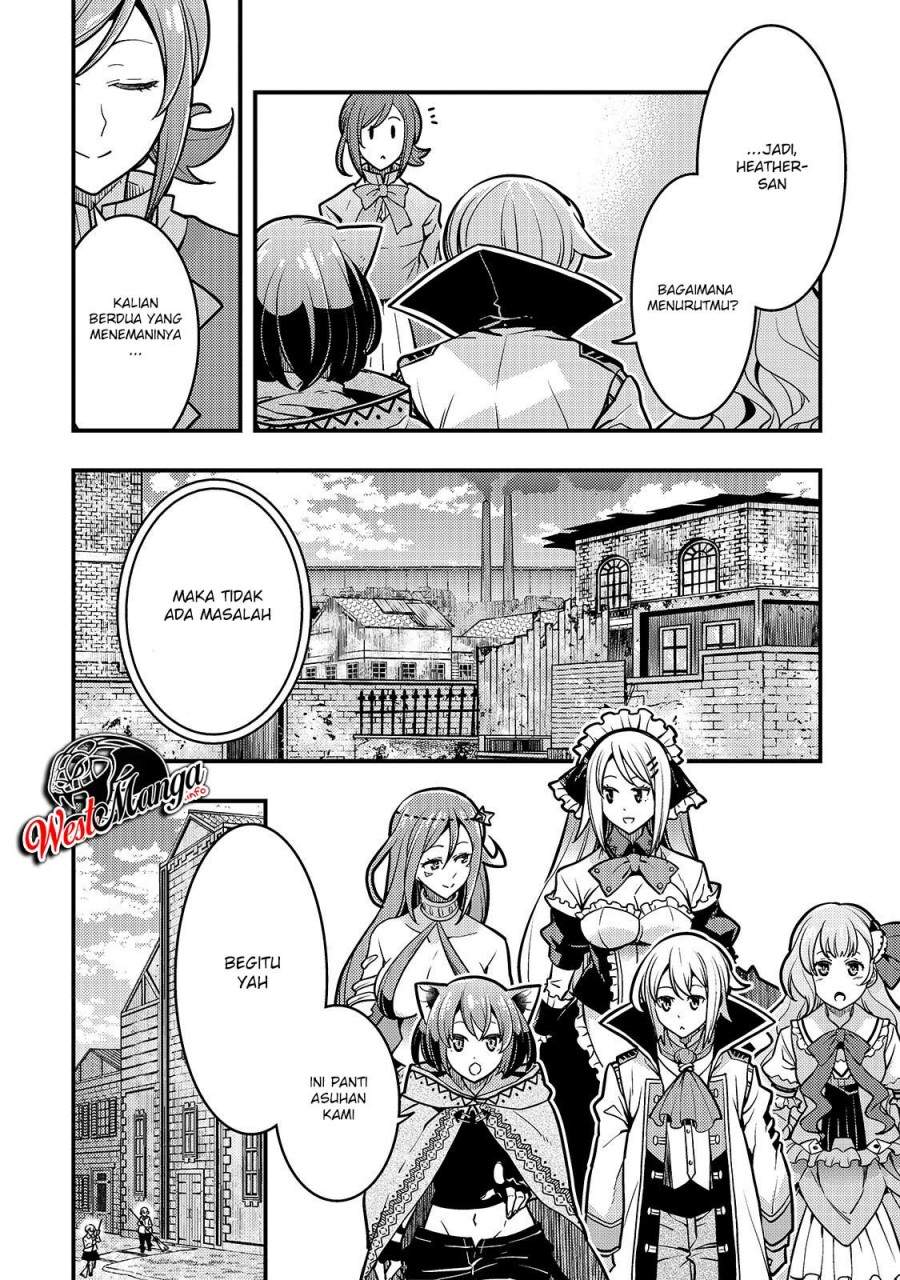 ...JADI,
HEATHER-
SAN
BAGAIMANA
MENURUTMU?
KALIAN
BERDUA YANG
MENEMANINYA
...
MAKA TIDAK
ADA MASALAH
WestManga
.info
BEGITU
YAH
INI PANTI
ASUHAN
KAMI